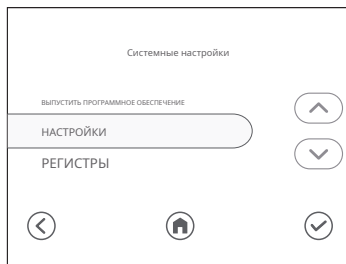 Системные настройки
ВЫПУСТИТЬ ПРОГРАММНОЕ ОБЕСПЕЧЕНИЕ
НАСТРОЙКИ
РЕГИСТРЫ